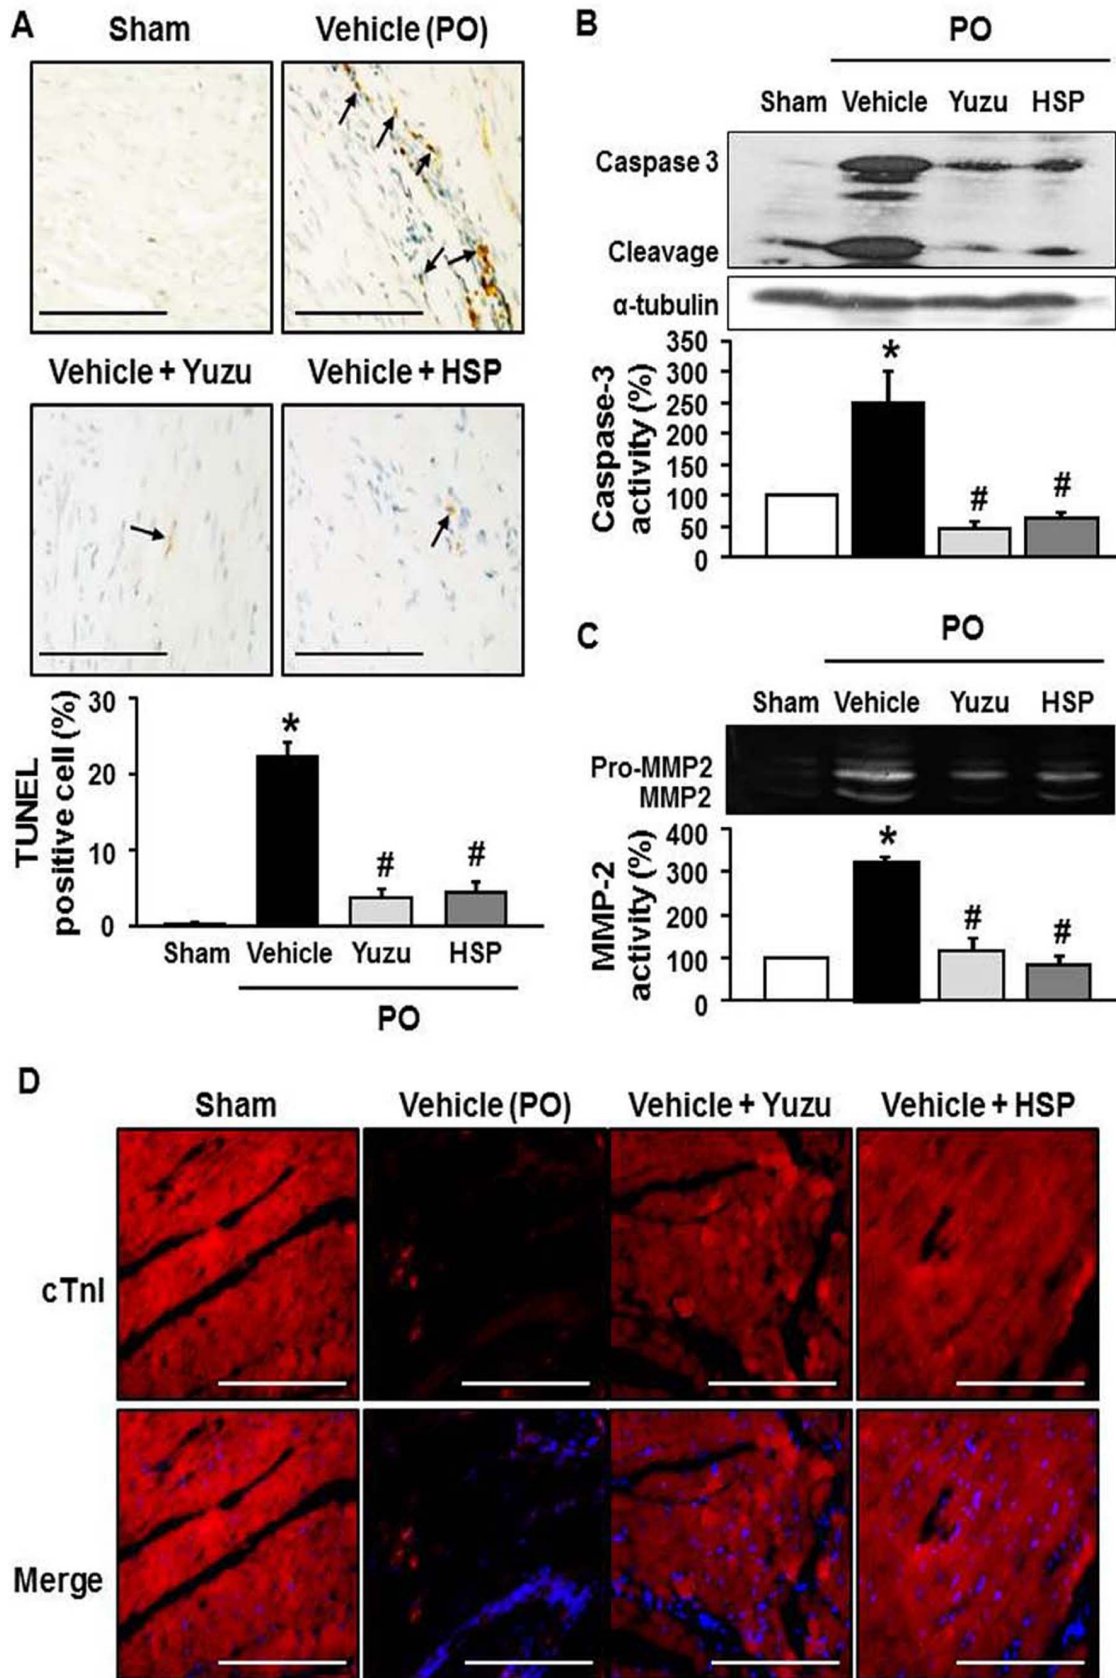 A
Sham
Vehicle (PO)
Vehicle + Yuzu
Vehicle + HSP
TUNEL
positive cell (%)
30
20
10
0
*
#
#
Sham
Vehicle
Yuzu
HSP
PO
B
PO
Sham
Vehicle
Yuzu
HSP
Caspase 3
Cleavage
α-tubulin
Caspase-3
activity (%)
350
300
250
200
150
100
50
0
*
#
#
C
PO
Sham
Vehicle
Yuzu
HSP
Pro-MMP2
MMP2
MMP-2
activity (%)
400
300
200
100
0
*
#
#
D
Sham
Vehicle (PO)
Vehicle + Yuzu
Vehicle + HSP
cTnI
Merge